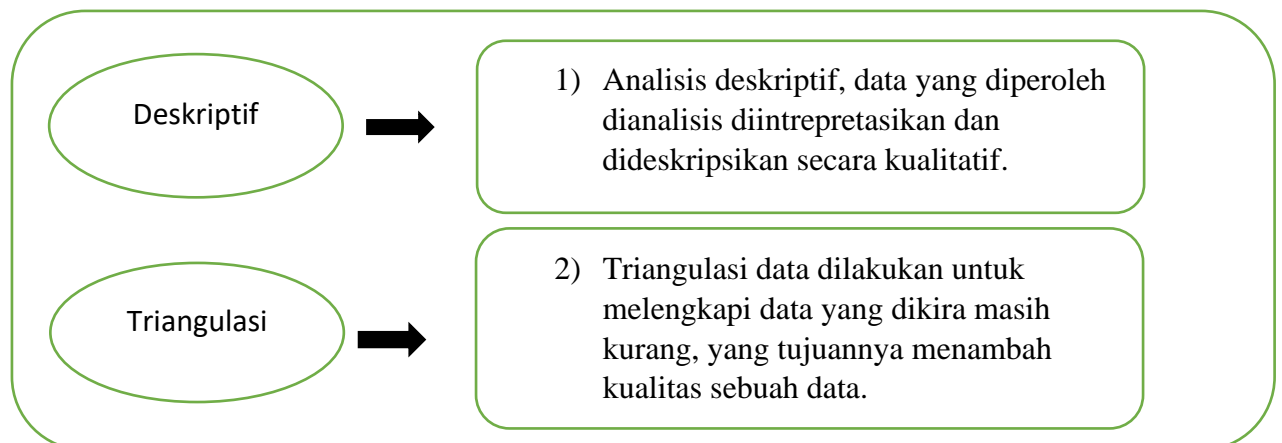 Deskriptif
1) Analisis deskriptif, data yang diperoleh
dianalisis diintrepretasikan dan
dideskripsikan secara kualitatif.
Triangulasi
2) Triangulasi data dilakukan untuk
melengkapi data yang dikira masih
kurang, yang tujuannya menambah
kualitas sebuah data.